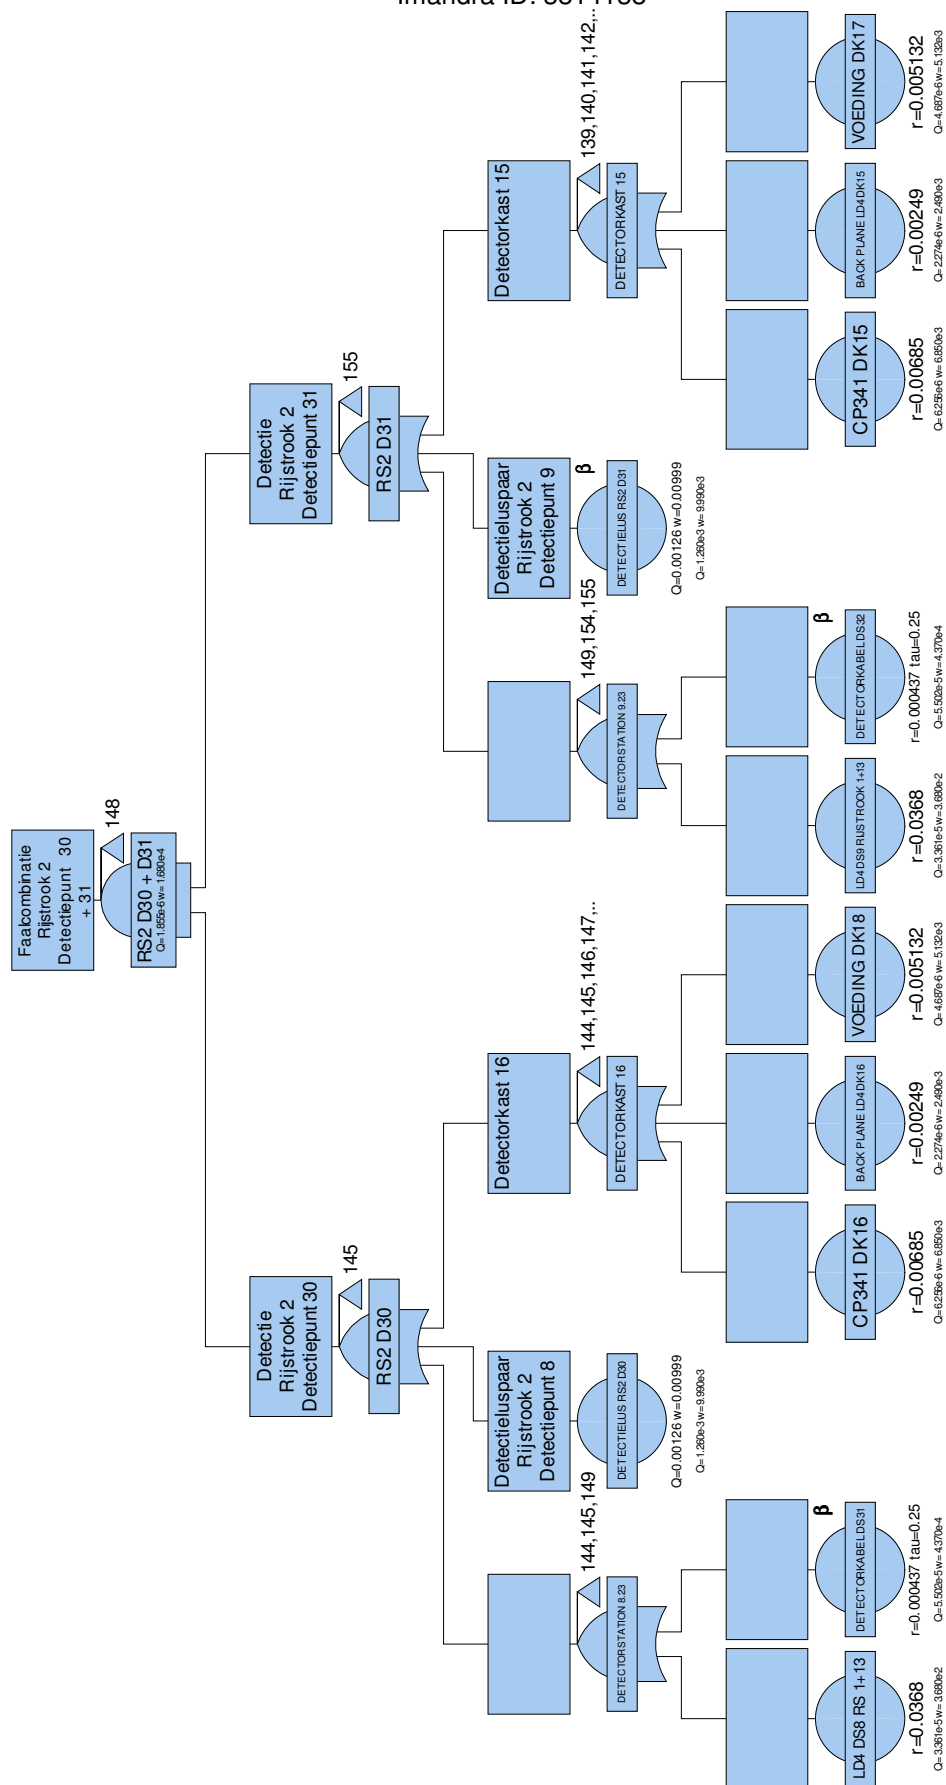 Faalcombinatie
Rijstrook 2
Detectiepunt 30
+ 31
148
RS2 D30 + D31
Q=1.855e-6 w=1.680e-4
Detectie
Rijstrook 2
Detectiepunt 30
145
RS2 D30
Detectie
Rijstrook 2
Detectiepunt 31
155
RS2 D31
144,145,149
DETECTORSTATION 8.23
Detectieluspaar
Rijstrook 2
Detectiepunt 8
DETECTIELUS RS2 D30
Q=0.00126 w=0.00999
Q=1.260e-3 w=9.990e-3
Detectorkast 16
144,145,146,147,..
DETECTORKAST 16
149,154,155
DETECTORSTATION 9.23
Detectieluspaar
Rijstrook 2
Detectiepunt 9
β
DETECTIELUS RS2 D31
Q=0.00126 w=0.00999
Q=1.260e-3 w=9.990e-3
Detectorkast 15
139,140,141,142,..
DETECTORKAST 15
LD4 DS8 RS 1+13
r=0.0368
Q=3.361e-5 w=3.680e-2
β
DETECTORKABEL DS31
r=0.000437 tau=0.25
Q=5.502e-5 w=4.370e-4
CP341 DK16
r=0.00685
Q=6.256e-6 w=6.850e-3
BACK PLANE LD4 DK16
r=0.00249
Q=2.274e-6 w=2.490e-3
VOEDING DK18
r=0.005132
Q=4.687e-6 w=5.132e-3
LD4 DS9 RIJSTROOK 1+13
r=0.0368
Q=3.361e-5 w=3.680e-2
β
DETECTORKABEL DS32
r=0.000437 tau=0.25
Q=5.502e-5 w=4.370e-4
CP341 DK15
r=0.00685
Q=6.256e-6 w=6.850e-3
BACK PLANE LD4 DK15
r=0.00249
Q=2.274e-6 w=2.490e-3
VOEDING DK17
r=0.005132
Q=4.687e-6 w=5.132e-3